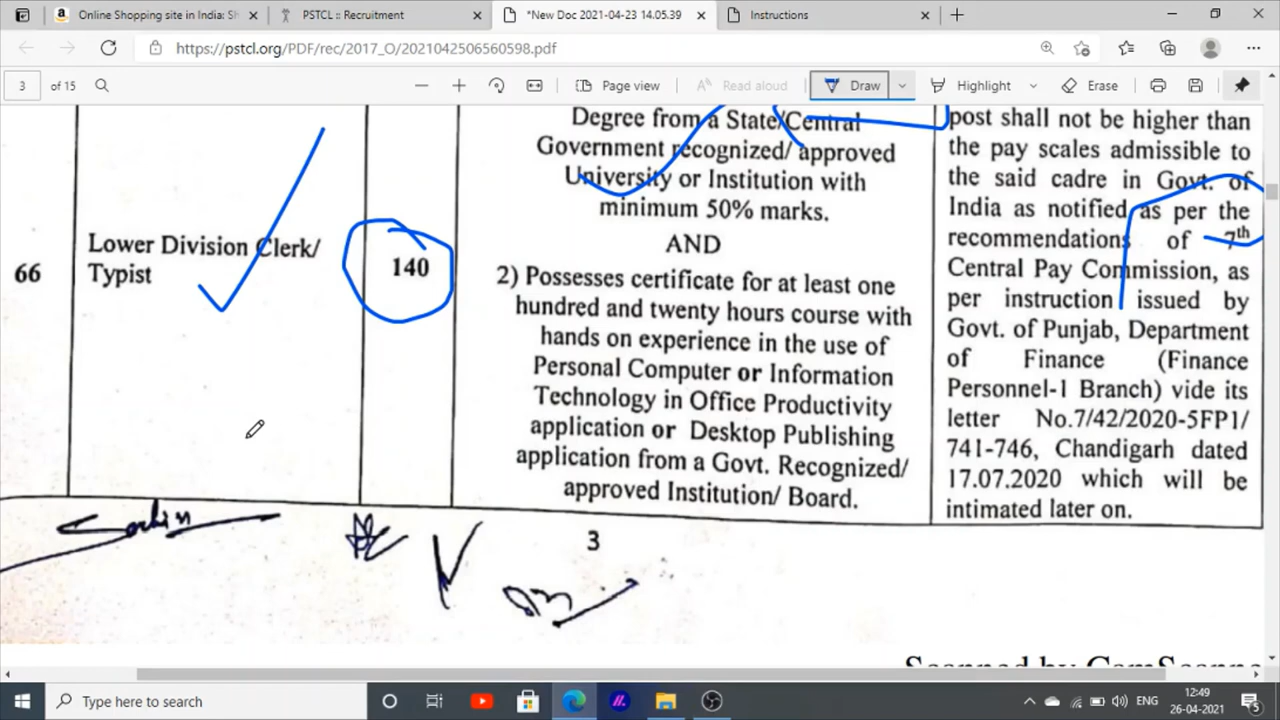 Online Shopping site in India: Sh
PSTCL :: Recruitment
*New Doc 2021-04-23 14.05.39
Instructions
https://pstcl.org/PDF/rec/2017_O/2021042506560598.pdf
3 of 15
Page view
Read aloud
Draw
Highlight
Erase
66
Lower Division Clerk/
Typist
140
Degree from a State/Central
Government recognized/ approved
University or Institution with
minimum 50% marks.
AND
2) Possesses certificate for at least one
hundred and twenty hours course with
hands on experience in the use of
Personal Computer or Information
Technology in Office Productivity
application or Desktop Publishing
application from a Govt. Recognized/
approved Institution/ Board.
post shall not be higher than
the pay scales admissible to
the said cadre in Govt. of
India as notified as per the
recommendations of 7th
Central Pay Commission, as
per instruction issued by
Govt. of Punjab, Department
of Finance (Finance
Personnel-1 Branch) vide its
letter No.7/42/2020-5FP1/
741-746, Chandigarh dated
17.07.2020 which will be
intimated later on.
3
Scanned by CamScanne
Type here to search
ENG
12:49
26-04-2021
5